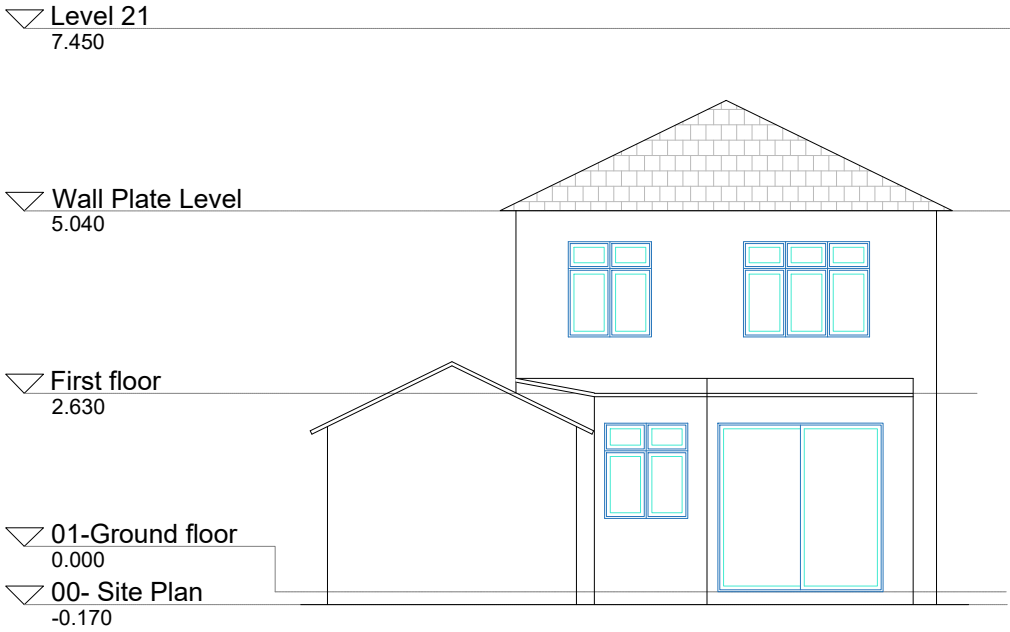 Level 21
7.450
Wall Plate Level
5.040
First floor
2.630
01-Ground floor
0.000
00- Site Plan
-0.170